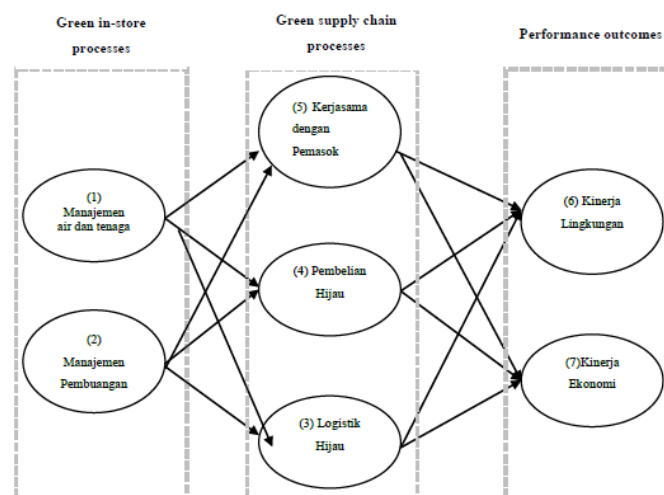 Green in-store
processes
Green supply chain
processes
Performance outcomes
(1)
Manajemen
air dan tenaga
(2)
Manajemen
Pembuangan
(5) Kerjasama
dengan
Pemasok
(4) Pembelian
Hijau
(3) Logistik
Hijau
(6) Kinerja
Lingkungan
(7)Kinerja
Ekonomi